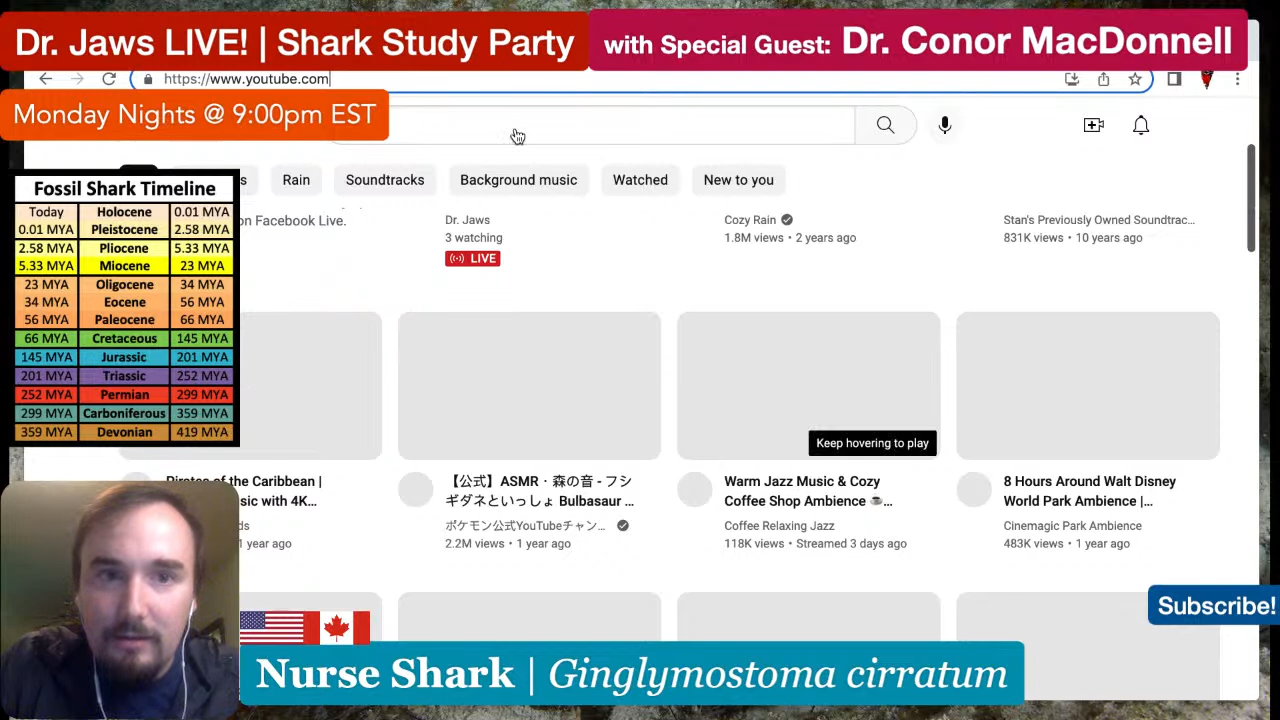 Dr. Jaws LIVE! | Shark Study Party
with Special Guest: Dr. Conor MacDonnell
https://www.youtube.com
Monday Nights @ 9:00pm EST
Rain
Soundtracks
Background music
Watched
New to you
Fossil Shark Timeline
Today Holocene 0.01 MYA
0.01 MYA Pleistocene 2.58 MYA
2.58 MYA Pliocene 5.33 MYA
5.33 MYA Miocene 23 MYA
23 MYA Oligocene 34 MYA
34 MYA Eocene 56 MYA
56 MYA Paleocene 66 MYA
66 MYA Cretaceous 145 MYA
145 MYA Jurassic 201 MYA
201 MYA Triassic 252 MYA
252 MYA Permian 299 MYA
299 MYA Carboniferous 359 MYA
359 MYA Devonian 419 MYA
on Facebook Live.
Dr. Jaws
3 watching
LIVE
Cozy Rain
1.8M views • 2 years ago
Stan's Previously Owned Soundtrac...
831K views • 10 years ago
Keep hovering to play
Pirates of the Caribbean |
with 4K...
1 year ago
【公式】ASMR・森の音 - フシ
ギダネといっしょ Bulbasaur ...
ポケモン公式YouTubeチャン...
2.2M views • 1 year ago
Warm Jazz Music & Cozy
Coffee Shop Ambience ☕...
Coffee Relaxing Jazz
118K views • Streamed 3 days ago
8 Hours Around Walt Disney
World Park Ambience |...
Cinemagic Park Ambience
483K views • 1 year ago
Subscribe!
Nurse Shark | Ginglymostoma cirratum